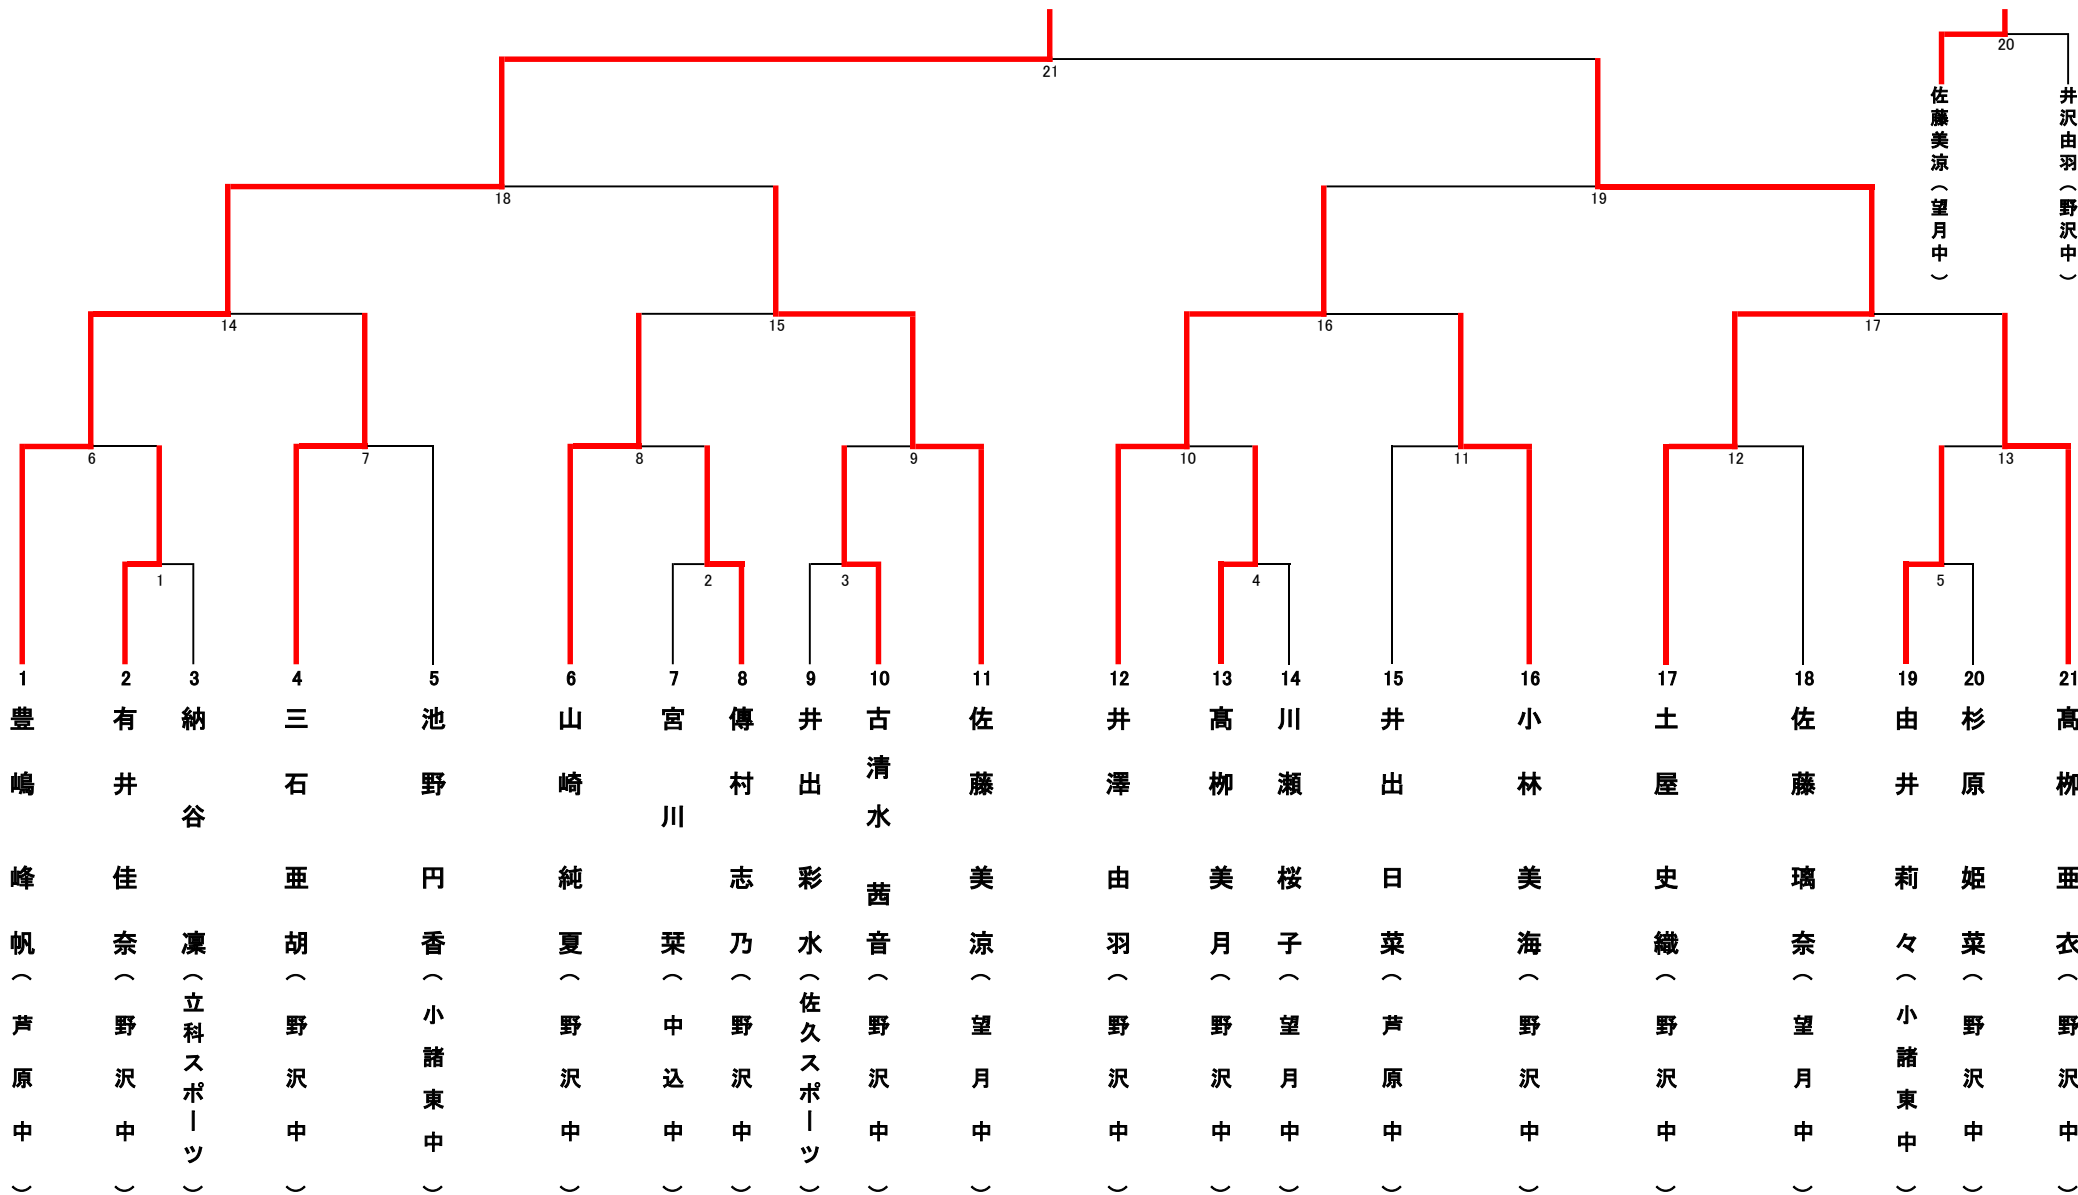 21
20
佐藤美涼（望月中）
井沢由羽（野沢中）
18
19
14
15
16
17
6
7
8
9
10
11
12
13
1
2
3
4
5
1 豊嶋 峰帆（芦原中）
2 有井 佳奈（野沢中）
3 納谷 凜（立科スポーツ）
4 三石 亜胡（野沢中）
5 池野 円香（小諸東中）
6 山崎 純夏（野沢中）
7 宮川 栞（中込中）
8 傳村 志乃（野沢中）
9 井出 彩水（佐久スポーツ）
10 古清水 茜音（野沢中）
11 佐藤 美涼（望月中）
12 井澤 由羽（野沢中）
13 髙栁 美月（野沢中）
14 川瀬 桜子（望月中）
15 井出 日菜（芦原中）
16 小林 美海（野沢中）
17 土屋 史織（野沢中）
18 佐藤 璃奈（望月中）
19 由井 莉々（小諸東中）
20 杉原 姫菜（野沢中）
21 髙栁 亜衣（野沢中）